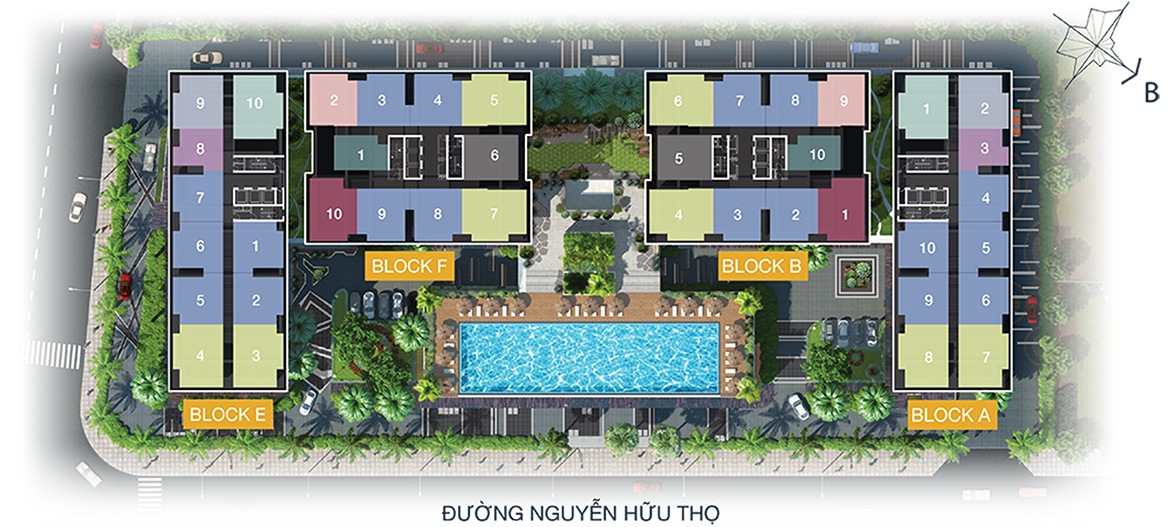 B
9 10
8
7
6 1
5 2
4 3
BLOCK E
2 3 4 5
1 6
10 9 8 7
BLOCK F
6 7 8 9
5 10
4 3 2 1
BLOCK B
1 2
3
4
10 5
9 6
8 7
BLOCK A
ĐƯỜNG NGUYỄN HỮU THỌ